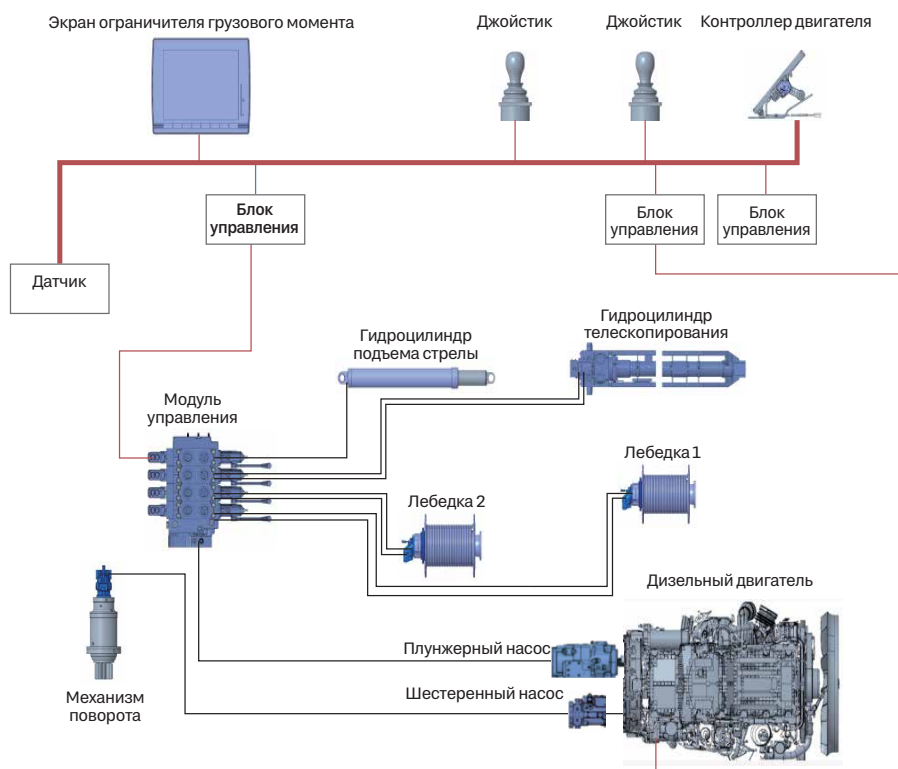 Экран ограничителя грузового момента
Джойстик
Джойстик
Контроллер двигателя
Блок
управления
Блок
управления
Блок
управления
Датчик
Гидроцилиндр
подъема стрелы
Гидроцилиндр
телескопирования
Модуль
управления
Лебедка 1
Лебедка 2
Дизельный двигатель
Плунжерный насос
Шестеренный насос
Механизм
поворота